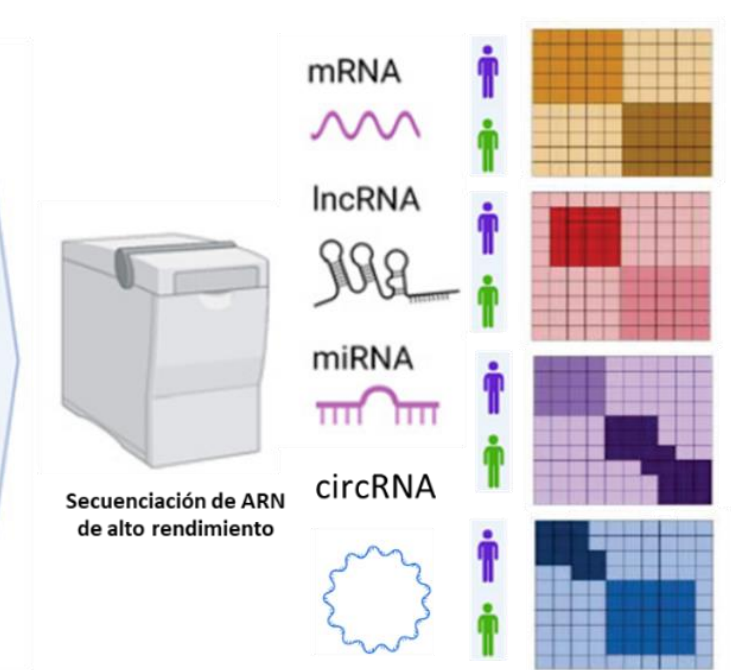 mRNA
lncRNA
miRNA
circRNA
Secuenciación de ARN
de alto rendimiento